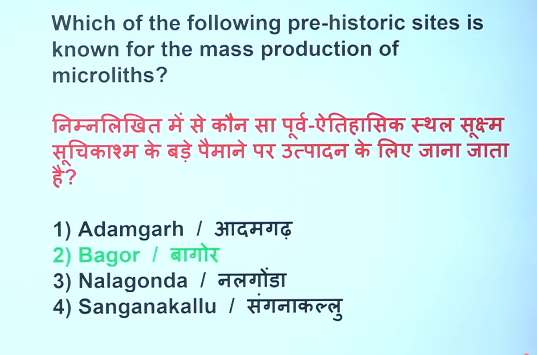 Which of the following pre-historic sites is
known for the mass production of
microliths?
निम्नलिखित में से कौन सा पूर्व-ऐतिहासिक स्थल सूक्ष्म
सूचिकाश्म के बड़े पैमाने पर उत्पादन के लिए जाना जाता
है?
1) Adamgarh / आदमगढ़
2) Bagor / बागोर
3) Nalagonda / नलगोंडा
4) Sanganakallu / संगनाकल्लु